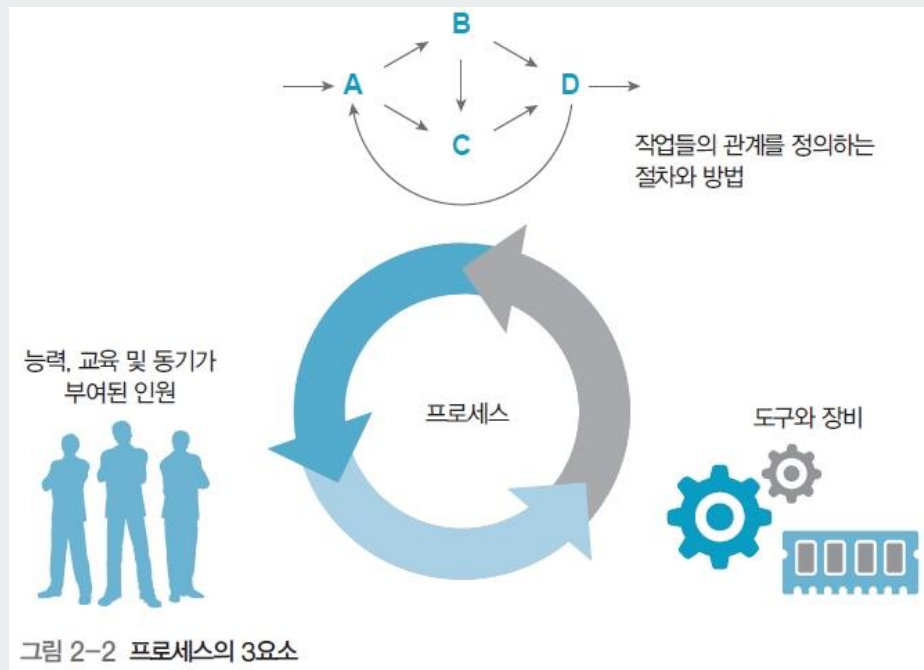 B
A
D
C
작업들의 관계를 정의하는
절차와 방법
능력, 교육 및 동기가
부여된 인원
프로세스
도구와 장비
그림 2-2 프로세스의 3요소